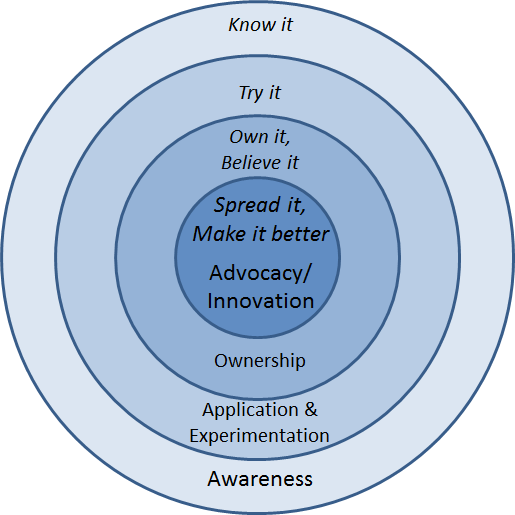 Know it
Try it
Own it,
Believe it
Spread it,
Make it better
Advocacy/
Innovation
Ownership
Application &
Experimentation
Awareness